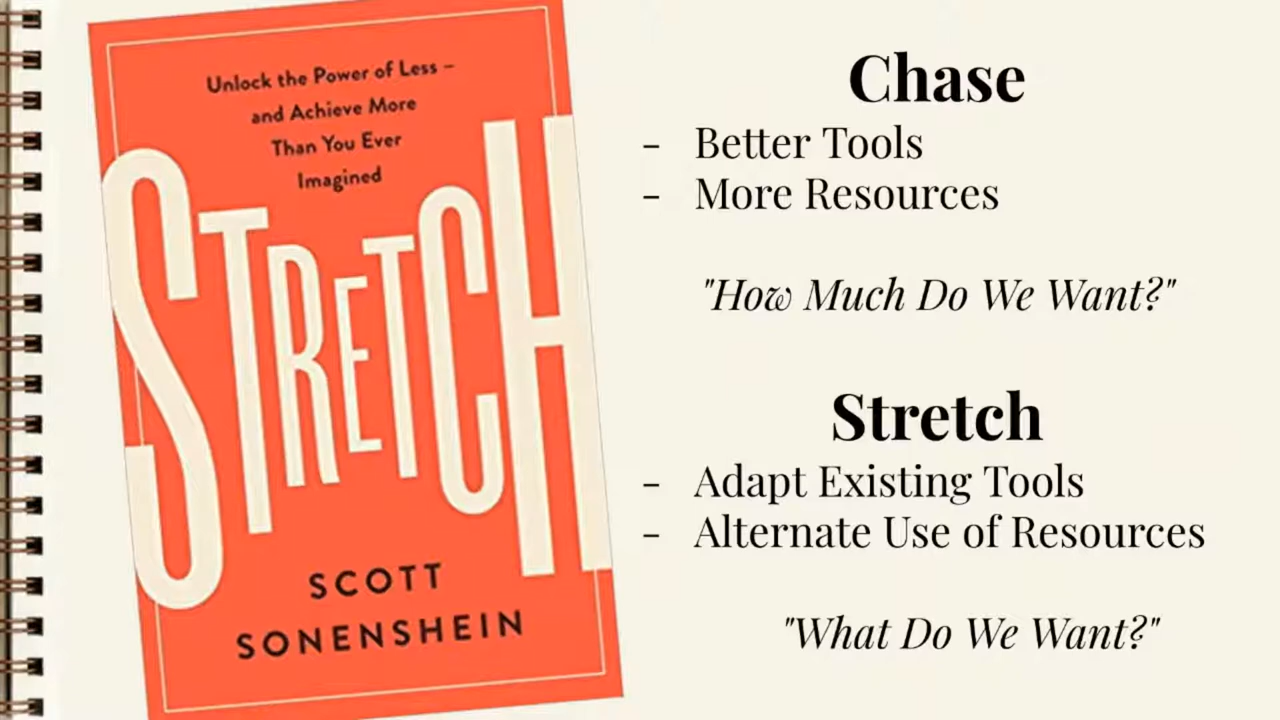 Unlock the Power of Less –
and Achieve More
Than You Ever
Imagined
STRETCH
SCOTT
SONENSHEIN
Chase
- Better Tools
- More Resources
"How Much Do We Want?"
Stretch
- Adapt Existing Tools
- Alternate Use of Resources
"What Do We Want?"